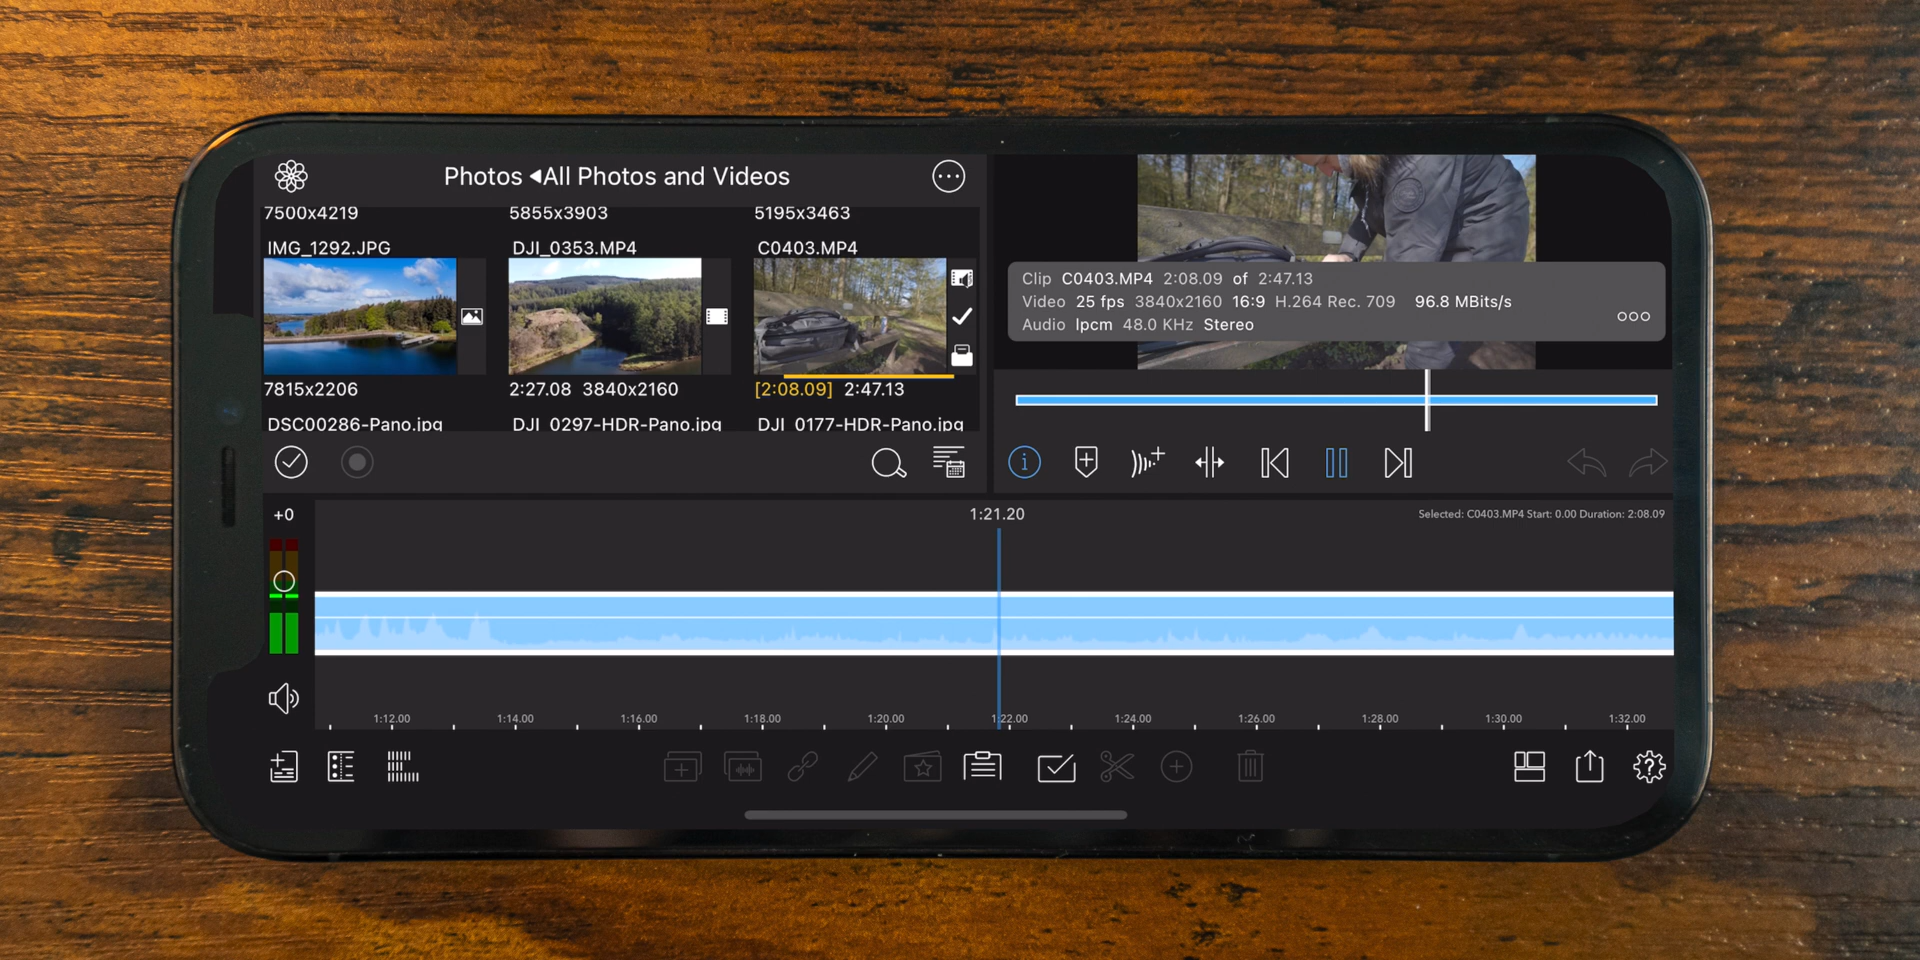 Photos ◂All Photos and Videos
7500x4219
5855x3903
5195x3463
IMG_1292.JPG
DJI_0353.MP4
C0403.MP4
7815x2206
2:27.08 3840x2160
[2:08.09] 2:47.13
DSC00286-Pano.jpg
DJI_0297-HDR-Pano.jpg
DJI_0177-HDR-Pano.jpg
Clip C0403.MP4 2:08.09 of 2:47.13
Video 25 fps 3840x2160 16:9 H.264 Rec. 709 96.8 MBits/s
Audio lpcm 48.0 KHz Stereo
+0
1:21.20
Selected: C0403.MP4 Start: 0.00 Duration: 2:08.09
1:12.00 1:14.00 1:16.00 1:18.00 1:20.00 1:22.00 1:24.00 1:26.00 1:28.00 1:30.00 1:32.00